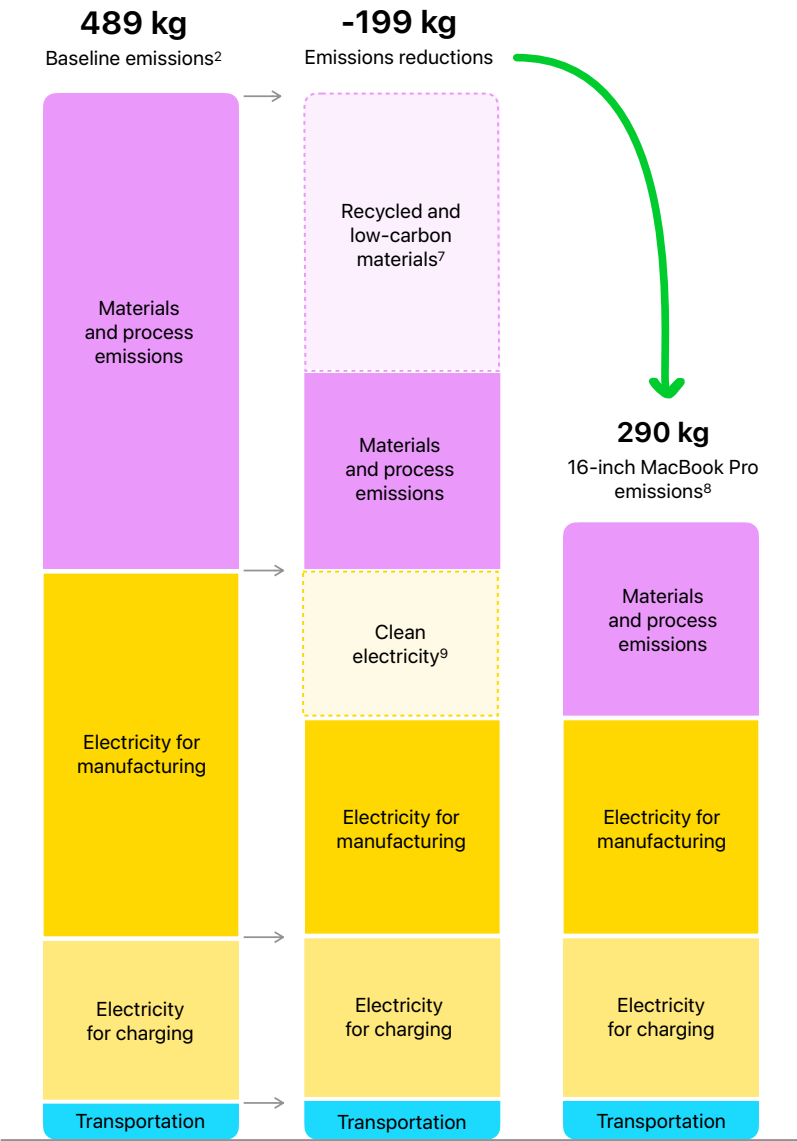 489 kg
Baseline emissions²
-199 kg
Emissions reductions
Materials
and process
emissions
Electricity for
manufacturing
Electricity
for charging
Transportation
Recycled and
low-carbon
materials⁷
Materials
and process
emissions
Clean
electricity⁹
Electricity for
manufacturing
Electricity
for charging
Transportation
290 kg
16-inch MacBook Pro
emissions⁸
Materials
and process
emissions
Electricity for
manufacturing
Electricity
for charging
Transportation